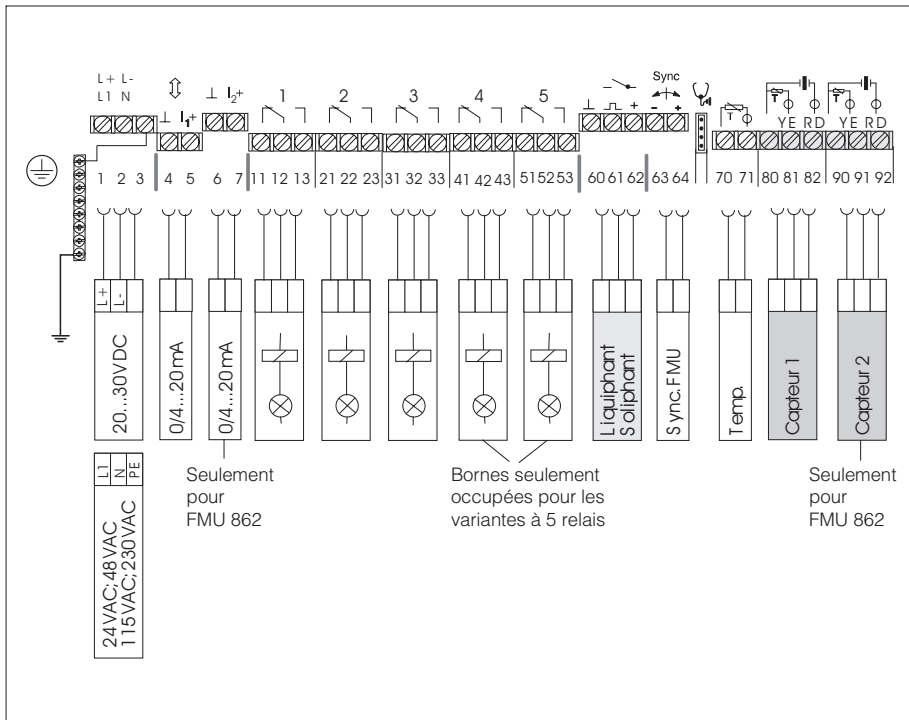 L+ L-
L1 N
⊥ I1+
⊥ I2+
1
2
3
4
5
⊥ +
Sync
- +
T
T
YE RD
T
YE RD
1 2 3 4 5 6 7 11 12 13 21 22 23 31 32 33 41 42 43 51 52 53 60 61 62 63 64 70 71 80 81 82 90 91 92
L+ L-
20...30VDC
0/4...20mA
0/4...20mA
Liquiphant
Soliphant
Sync.FMU
Temp.
Capteur 1
Capteur 2
Seulement
pour
FMU 862
Bornes seulement
occupées pour les
variantes à 5 relais
Seulement
pour
FMU 862
L1 N PE
24VAC;48VAC
115VAC;230VAC